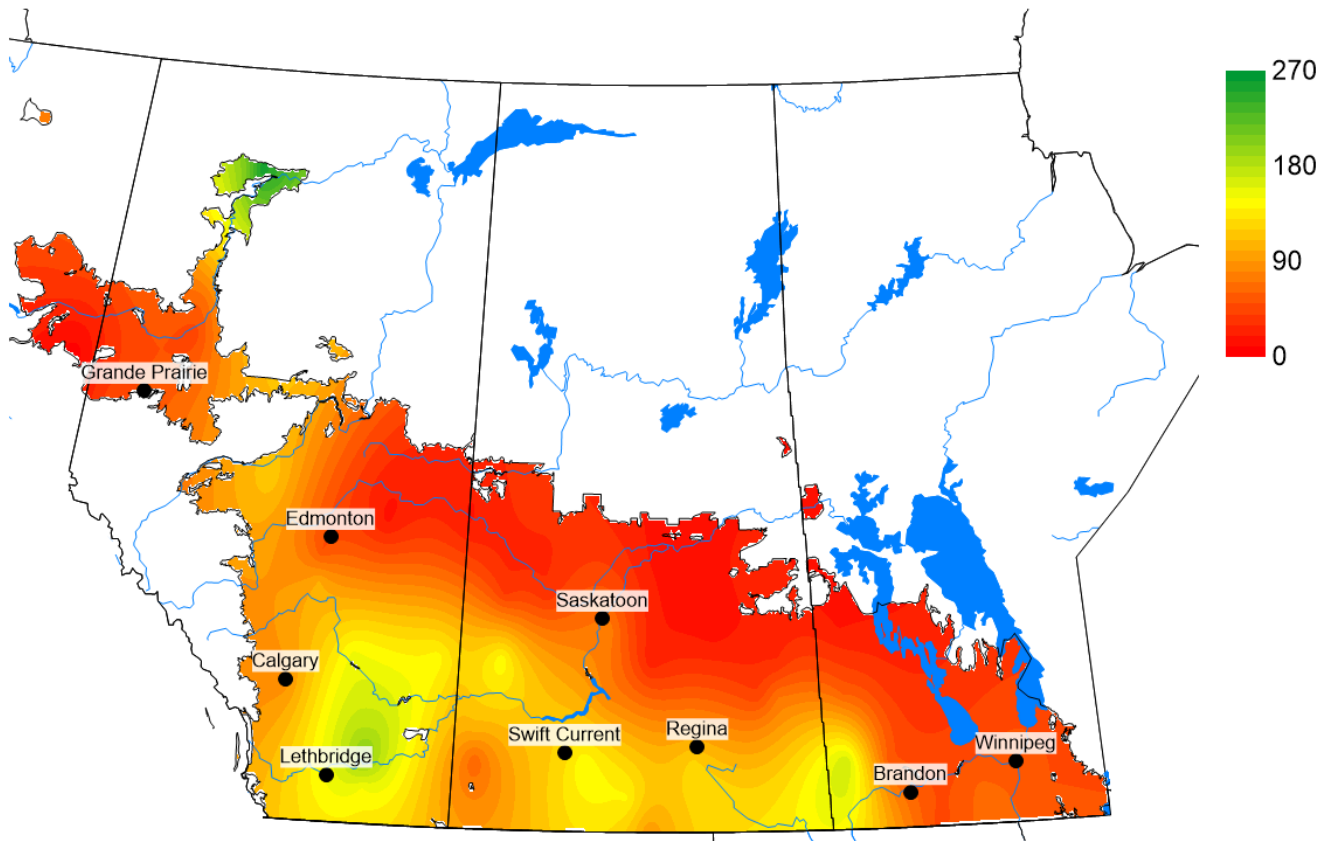 270
180
90
0
Grande Prairie
Edmonton
Saskatoon
Calgary
Swift Current
Regina
Lethbridge
Winnipeg
Brandon